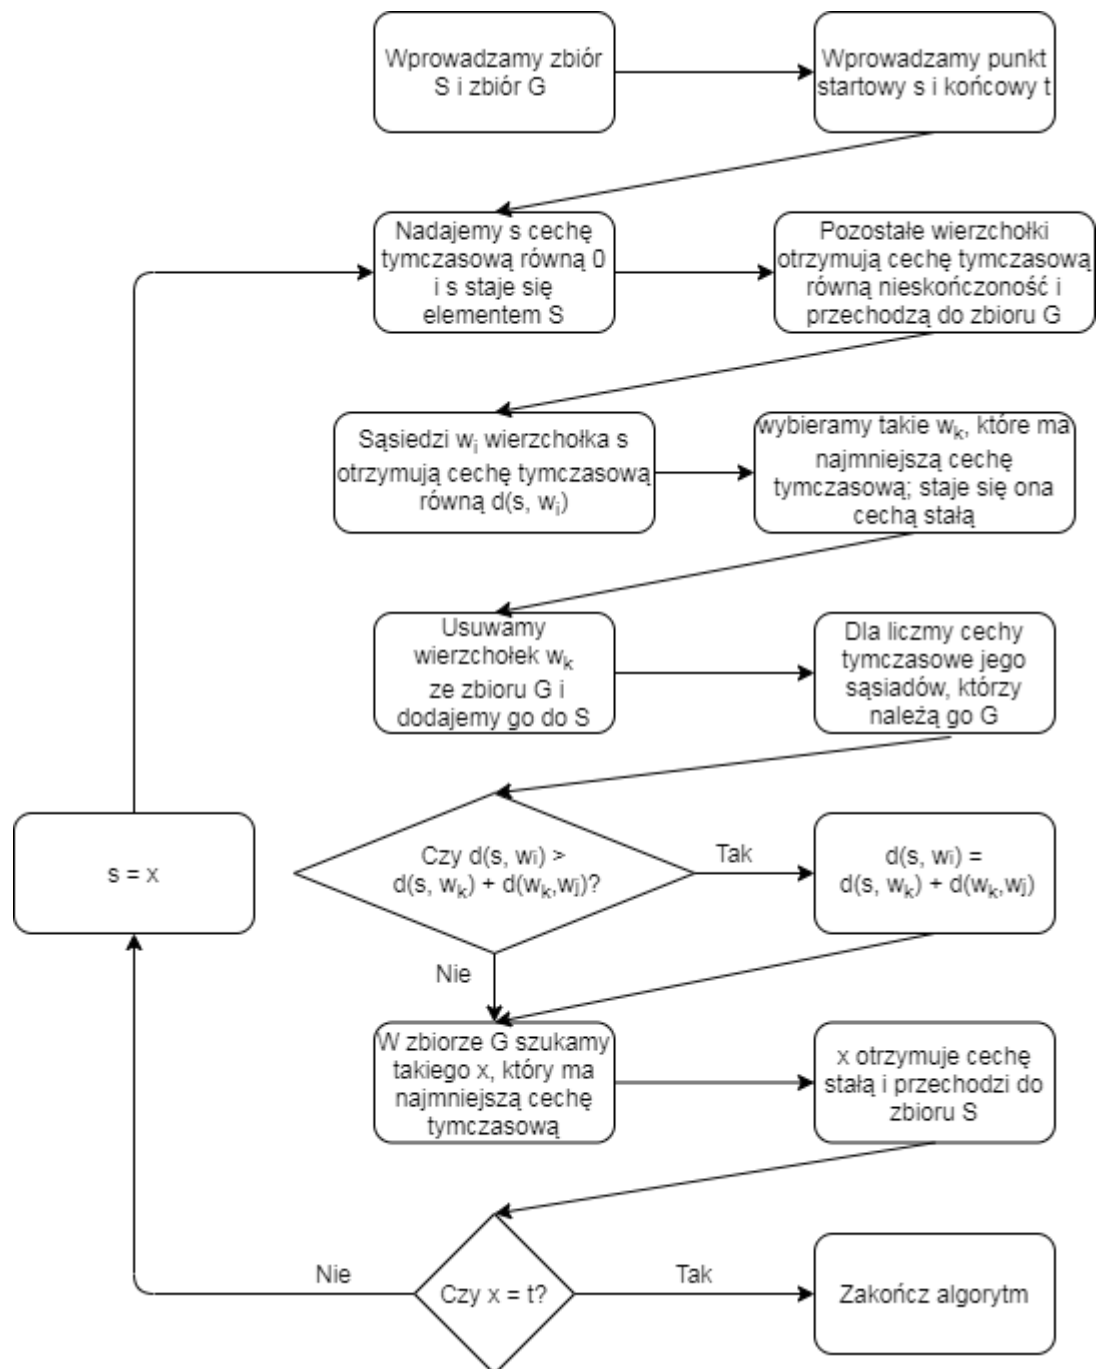 Wprowadzamy zbiór
S i zbiór G
Wprowadzamy punkt
startowy s i końcowy t
Nadajemy s cechę
tymczasową równą 0
i s staje się
elementem S
Pozostałe wierzchołki
otrzymują cechę tymczasową
równą nieskończoność i
przechodzą do zbioru G
Sąsiedzi wᵢ wierzchołka s
otrzymują cechę tymczasową
równą d(s, wᵢ)
wybieramy takie wₖ, które ma
najmniejszą cechę
tymczasową; staje się ona
cechą stałą
Usuwamy
wierzchołek wₖ
ze zbioru G i
dodajemy go do S
Dla liczmy cechy
tymczasowe jego
sąsiadów, którzy
należą go G
s = x
Czy d(s, wi) >
d(s, wₖ) + d(wₖ,wj)?
Tak
d(s, wi) =
d(s, wₖ) + d(wₖ,wj)
Nie
W zbiorze G szukamy
takiego x, który ma
najmniejszą cechę
tymczasową
x otrzymuje cechę
stałą i przechodzi do
zbioru S
Nie
Czy x = t?
Tak
Zakończ algorytm